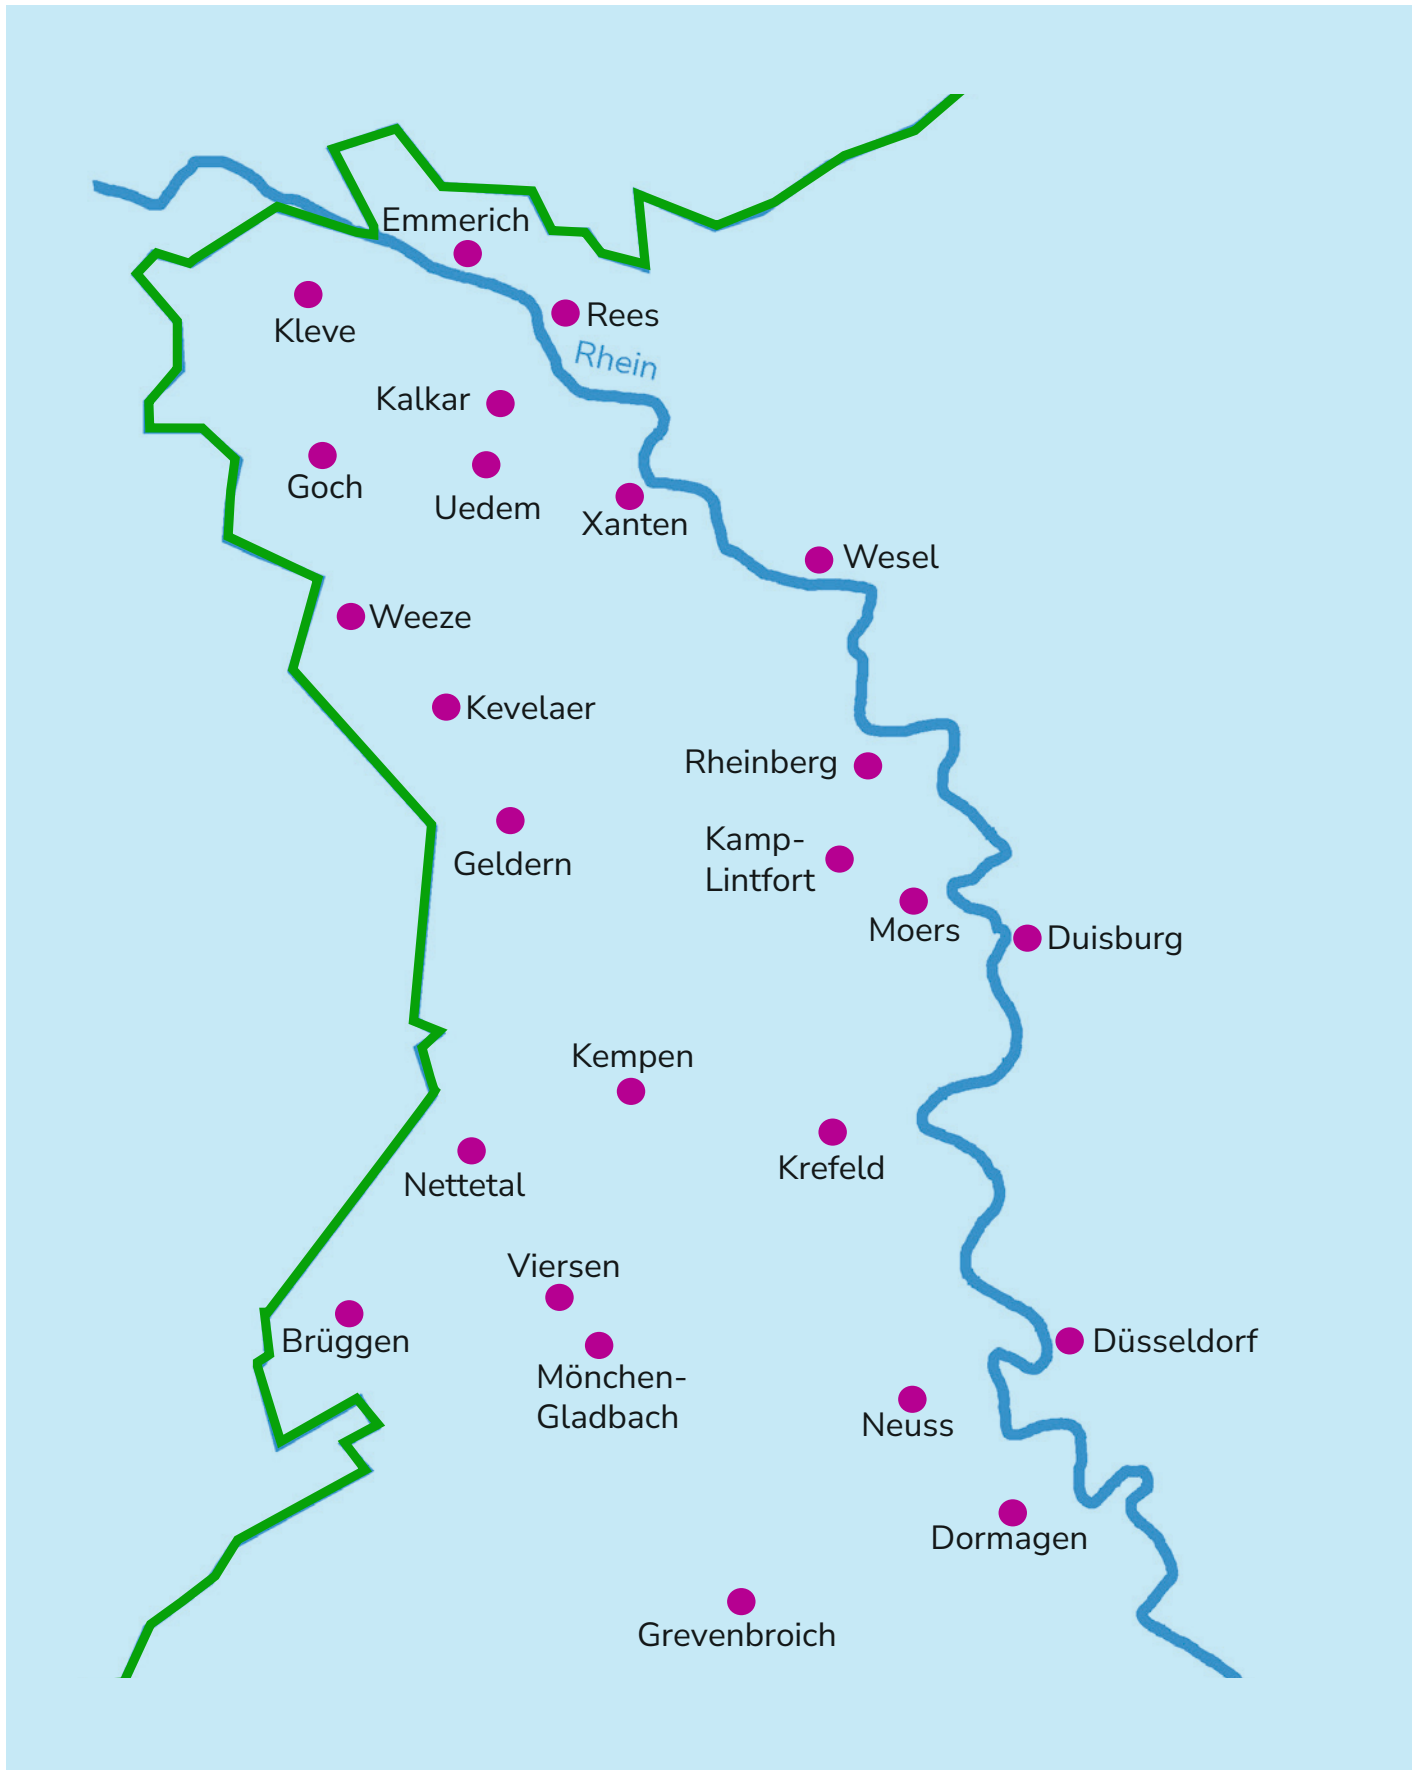 Emmerich
Rees
Kleve
Rhein
Kalkar
Goch
Uedem
Xanten
Wesel
Weeze
Kevelaer
Rheinberg
Kamp-
Lintfort
Geldern
Moers
Duisburg
Kempen
Krefeld
Nettetal
Viersen
Brüggen
Düsseldorf
Mönchen-
Gladbach
Neuss
Dormagen
Grevenbroich